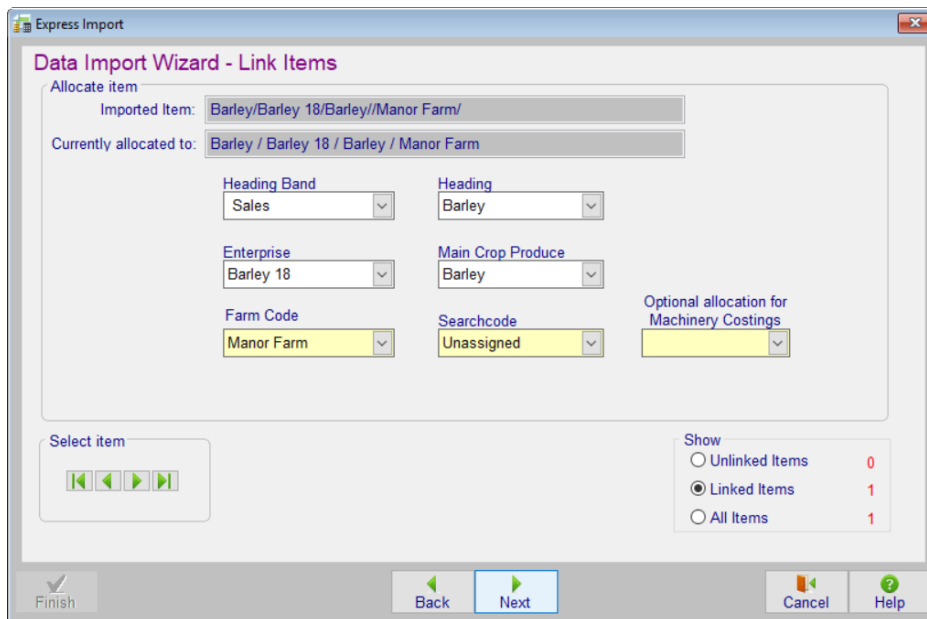 Express Import
Data Import Wizard - Link Items
Allocate item
Imported Item: Barley/Barley 18/Barley//Manor Farm/
Currently allocated to: Barley / Barley 18 / Barley / Manor Farm
Heading Band Heading
Sales Barley
Enterprise Main Crop Produce
Barley 18 Barley
Farm Code Searchcode Optional allocation for
Machinery Costings
Manor Farm Unassigned
Select item Show
Unlinked Items 0
Linked Items 1
All Items 1
Finish Back Next Cancel Help